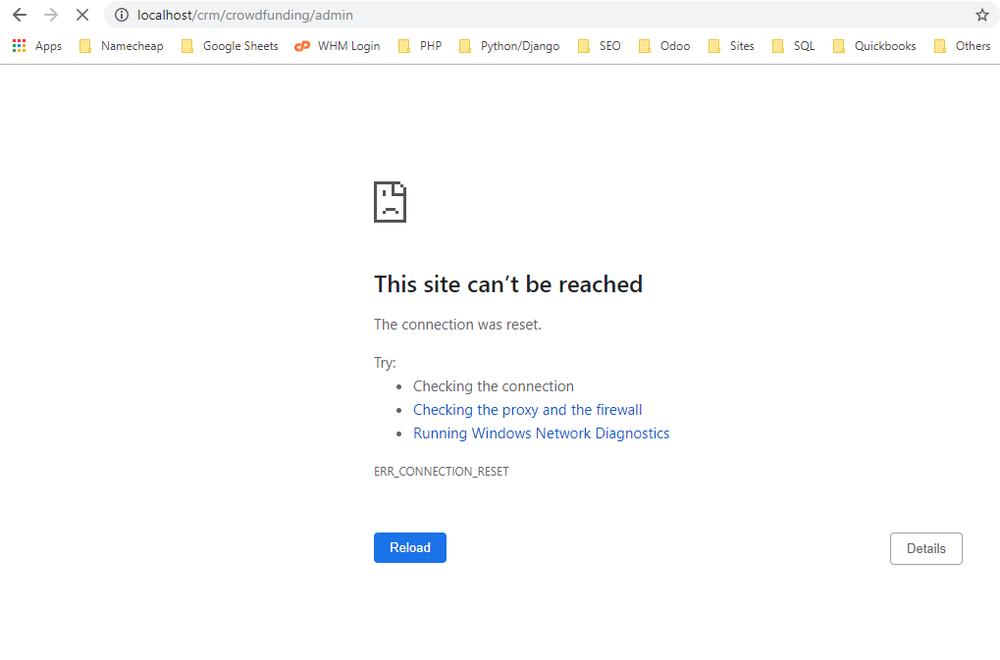 localhost/crm/crowdfunding/admin
Apps Namecheap Google Sheets cP WHM Login PHP Python/Django SEO Odoo Sites SQL Quickbooks Others
This site can’t be reached
The connection was reset.
Try:
• Checking the connection
• Checking the proxy and the firewall
• Running Windows Network Diagnostics
ERR_CONNECTION_RESET
Reload Details